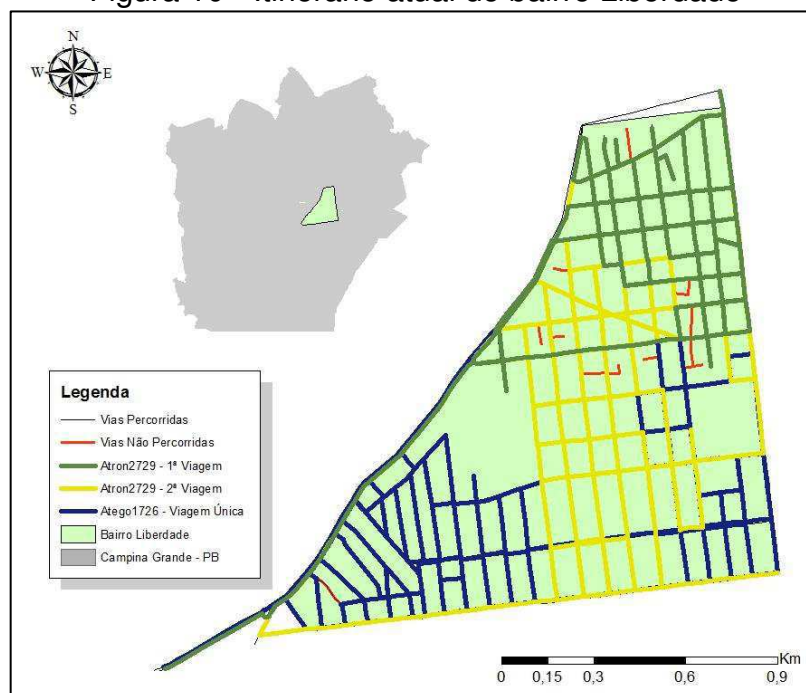 Figura 10 - Itinerário atual do bairro Liberdade
N
W E
S
Legenda
Vias Percorridas
Vias Não Percorridas
Atron2729 - 1ª Viagem
Atron2729 - 2ª Viagem
Atego1726 - Viagem Única
Bairro Liberdade
Campina Grande - PB
Km
0 0,15 0,3 0,6 0,9